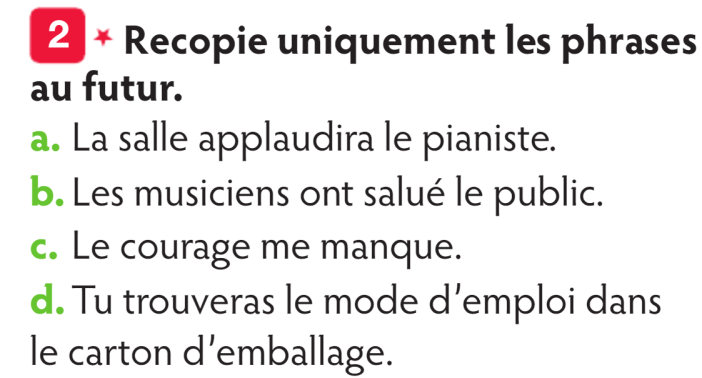 2 * Recopie uniquement les phrases
au futur.
a. La salle applaudira le pianiste.
b. Les musiciens ont salué le public.
c. Le courage me manque.
d. Tu trouveras le mode d'emploi dans
le carton d'emballage.